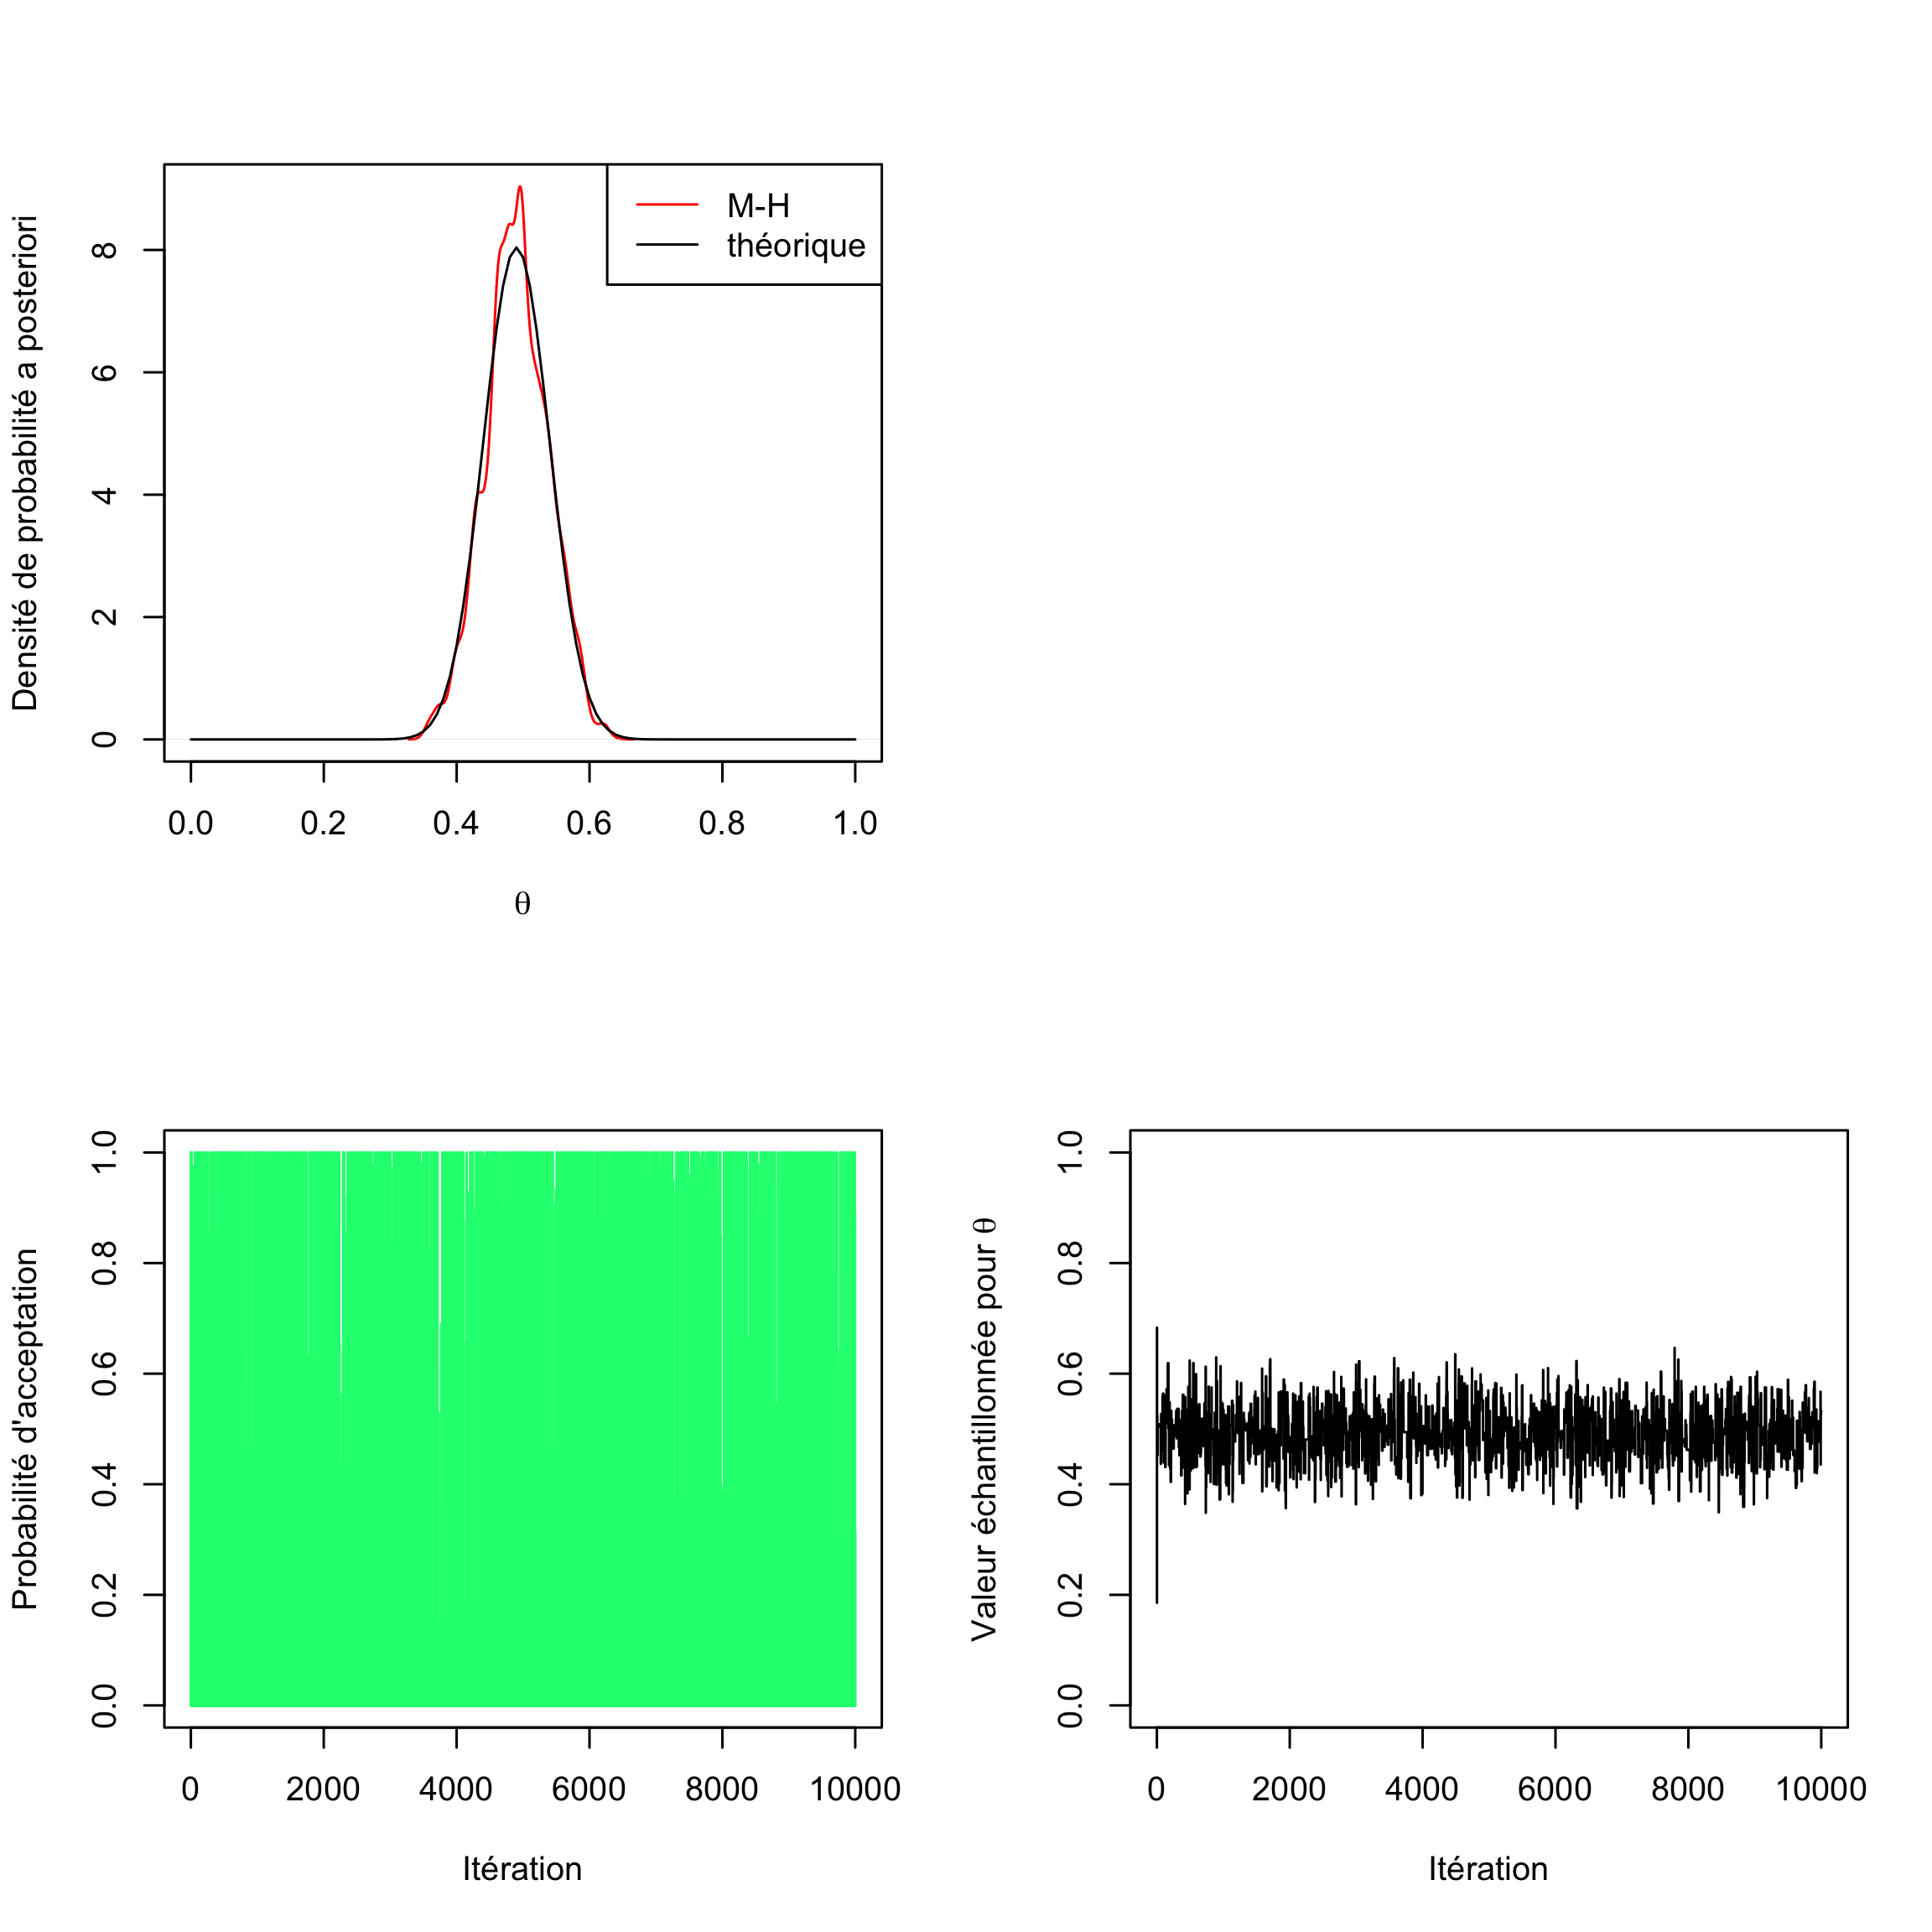 Densité de probabilité a posteriori
8
6
4
2
0
M-H
théorique
0.0 0.2 0.4 0.6 0.8 1.0
θ
Probabilité d'acceptation
1.0
0.8
0.6
0.4
0.2
0.0
0 2000 4000 6000 8000 10000
Itération
Valeur échantillonnée pour θ
1.0
0.8
0.6
0.4
0.2
0.0
0 2000 4000 6000 8000 10000
Itération